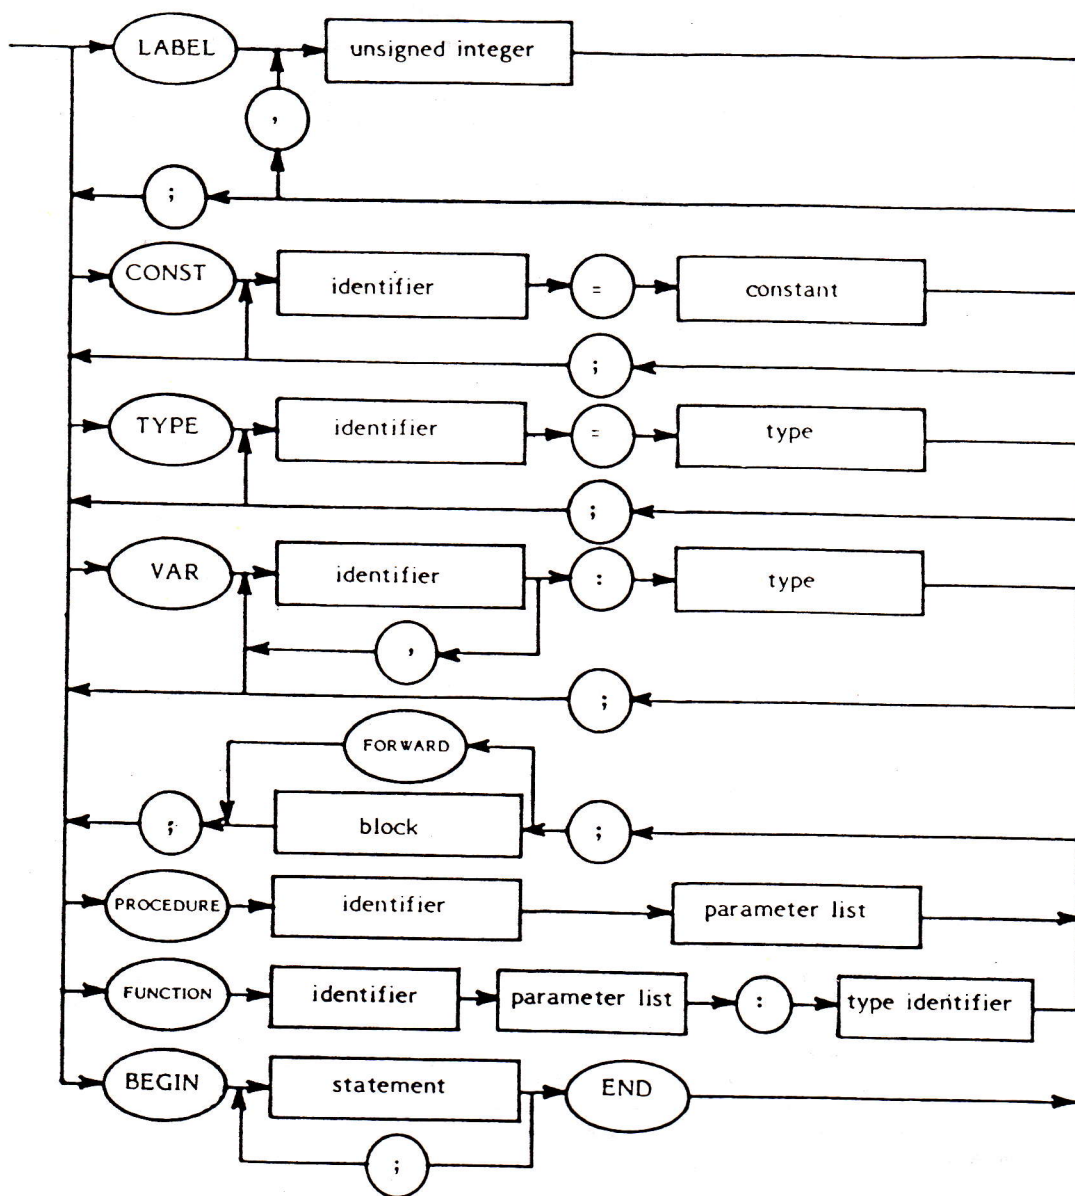 LABEL unsigned integer
,
;
CONST identifier = constant
;
TYPE identifier = type
;
VAR identifier : type
,
;
FORWARD
; block ;
PROCEDURE identifier parameter list
FUNCTION identifier parameter list : type identifier
BEGIN statement END
;